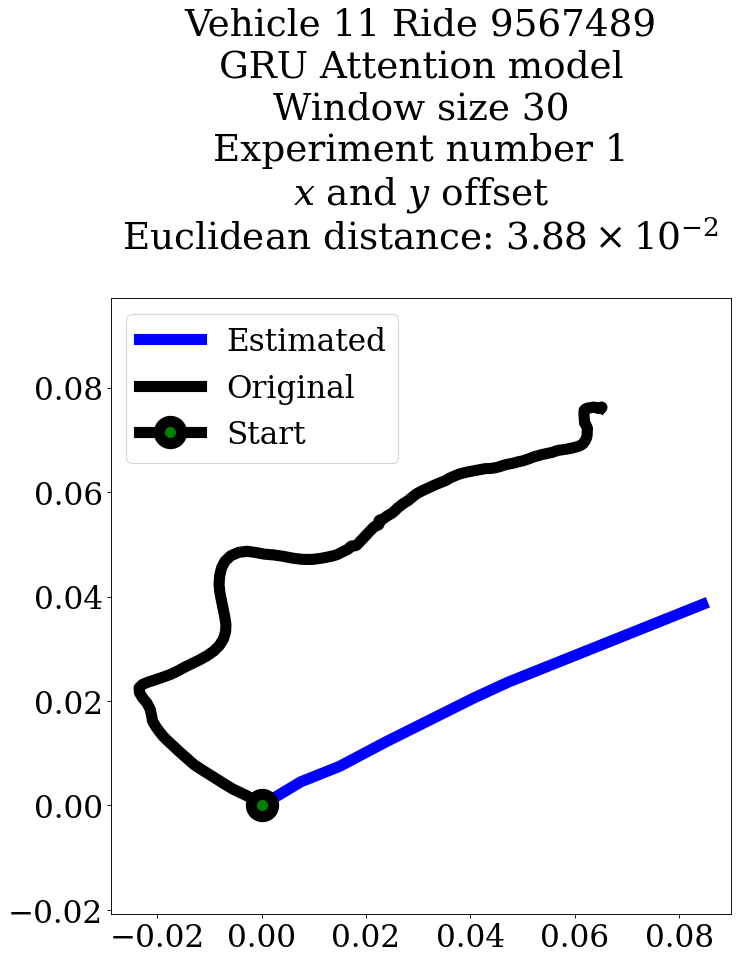 Vehicle 11 Ride 9567489
GRU Attention model
Window size 30
Experiment number 1
x and y offset
Euclidean distance: 3.88 × 10⁻²
Estimated
Original
Start
0.08
0.06
0.04
0.02
0.00
−0.02
−0.02 0.00 0.02 0.04 0.06 0.08